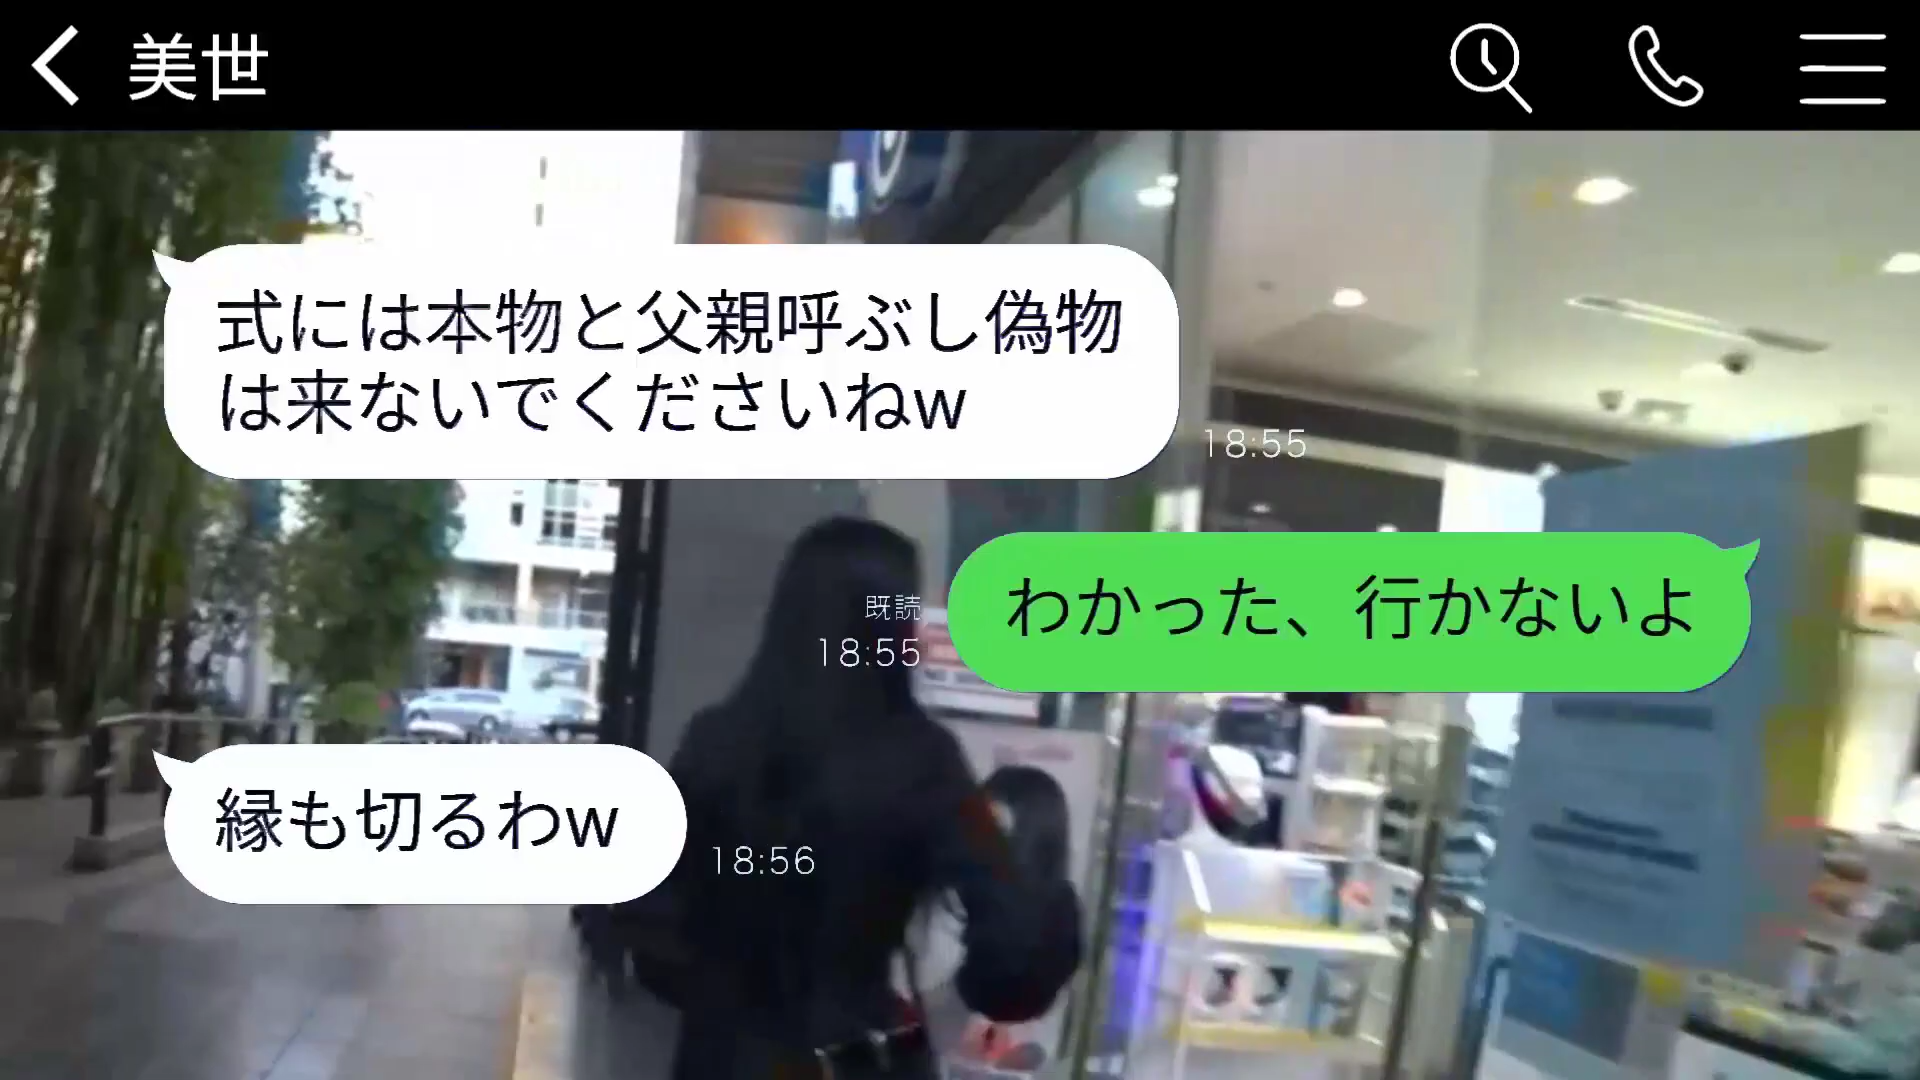 美世
式には本物と父親呼ぶし偽物
は来ないでくださいねw
18:55
わかった、行かないよ
既読
18:55
縁も切るわw
18:56